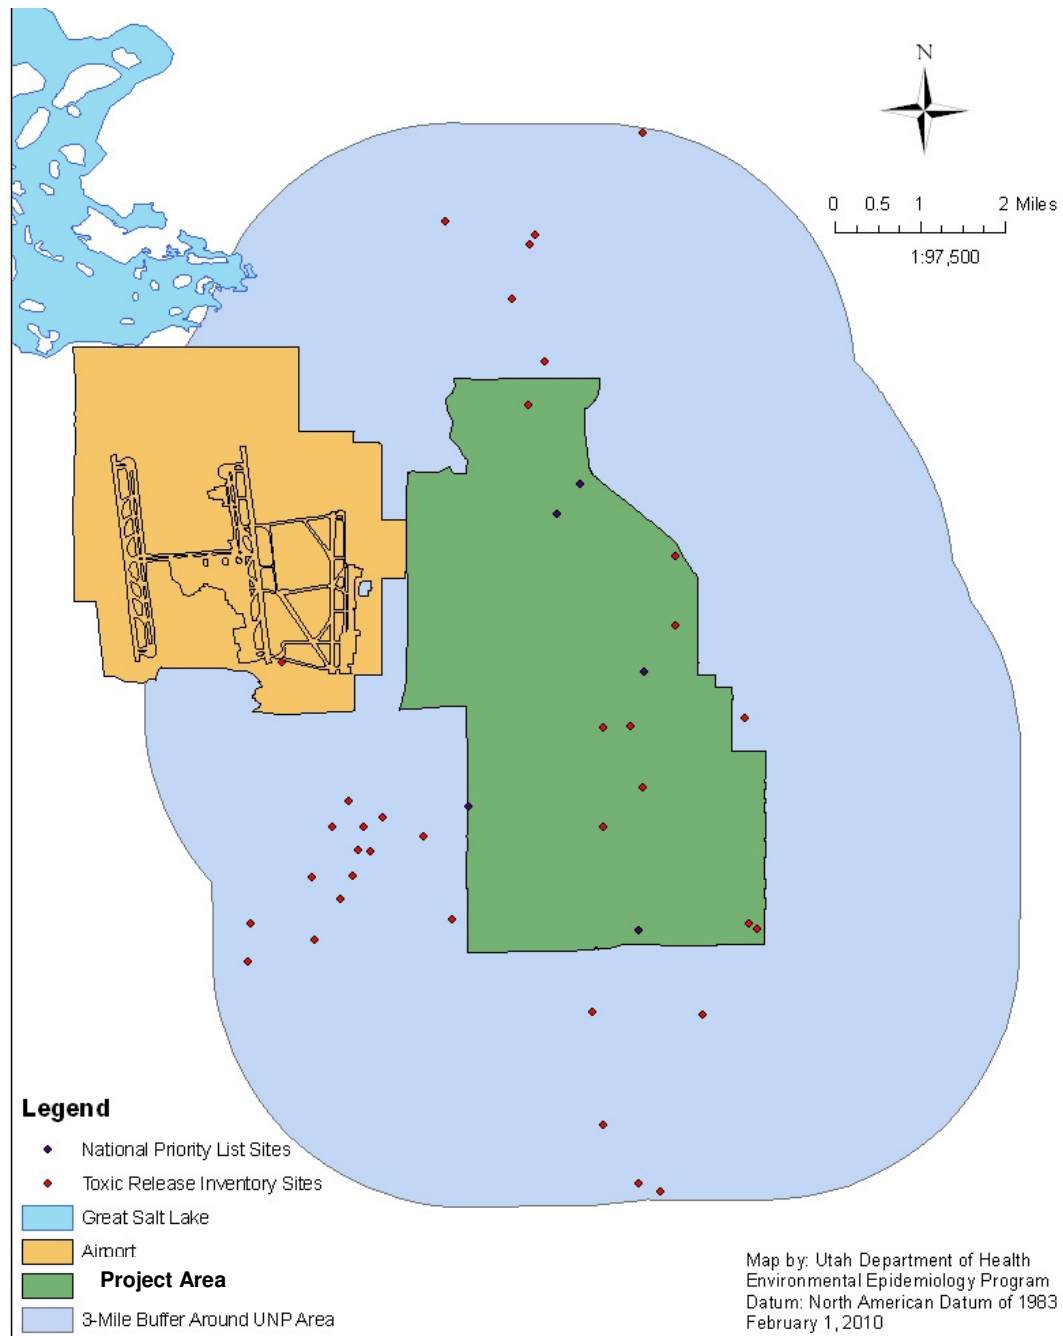 N
0 0.5 1 2 Miles
1:97,500
Legend
National Priority List Sites
Toxic Release Inventory Sites
Great Salt Lake
Airport
Project Area
3-Mile Buffer Around UNP Area
Map by: Utah Department of Health
Environmental Epidemiology Program
Datum: North American Datum of 1983
February 1, 2010